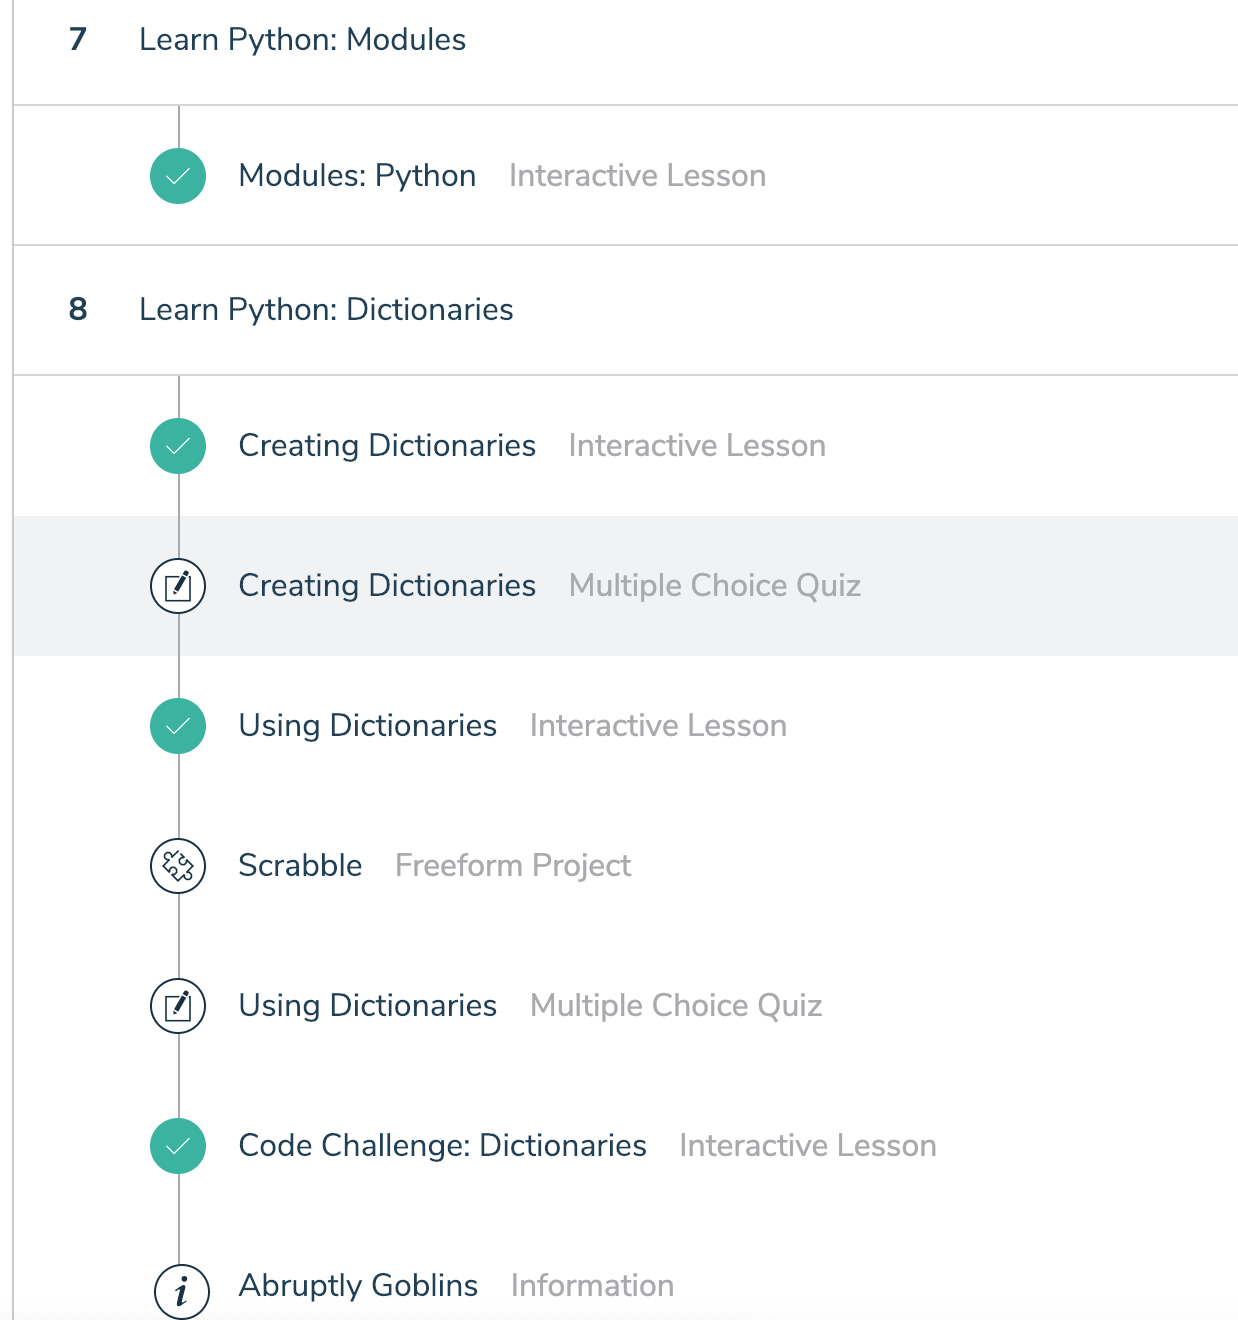 7 Learn Python: Modules
Modules: Python Interactive Lesson
8 Learn Python: Dictionaries
Creating Dictionaries Interactive Lesson
Creating Dictionaries Multiple Choice Quiz
Using Dictionaries Interactive Lesson
Scrabble Freeform Project
Using Dictionaries Multiple Choice Quiz
Code Challenge: Dictionaries Interactive Lesson
i Abruptly Goblins Information